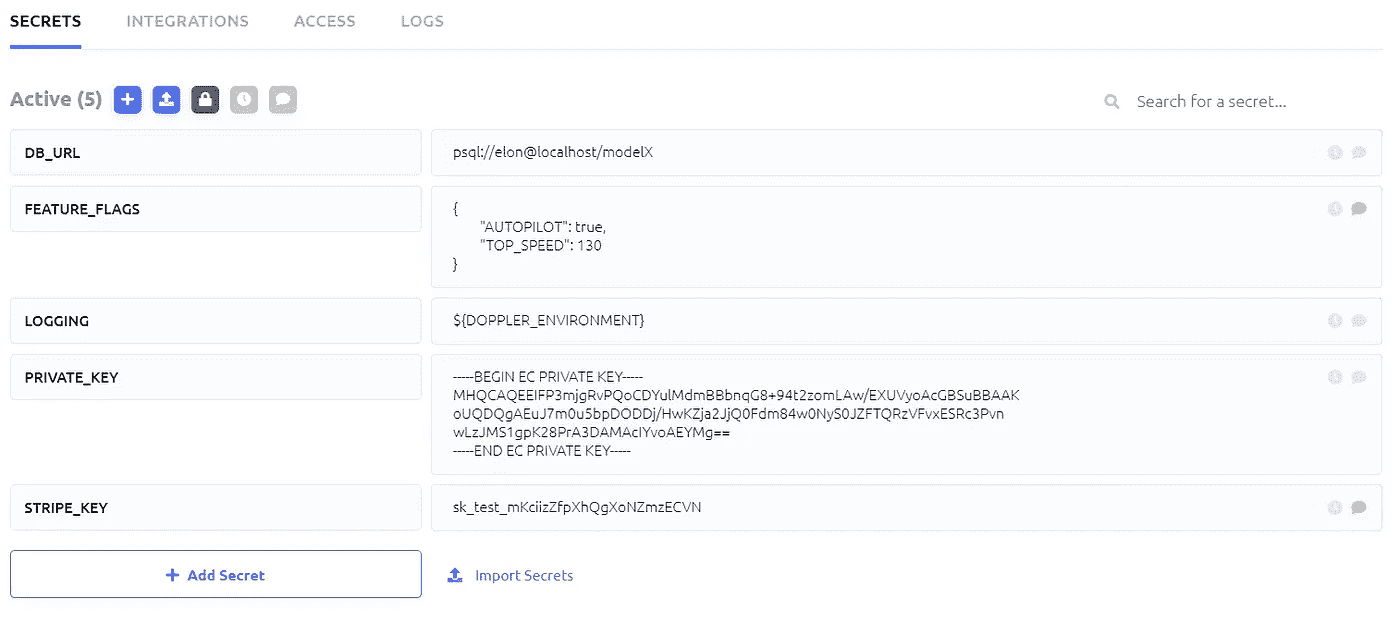 SECRETS INTEGRATIONS ACCESS LOGS
Active (5) Search for a secret...
DB_URL psql://elon@localhost/modelX
FEATURE_FLAGS {
"AUTOPILOT": true,
"TOP_SPEED": 130
}
LOGGING ${DOPPLER_ENVIRONMENT}
PRIVATE_KEY -----BEGIN EC PRIVATE KEY-----
MHQCAQEEIFP3mjgRvPQoCDYulMdmBBbnqG8+94t2zomLAw/EXUVyoAcGBSuBBAAK
oUQDQgAEuJ7m0u5bpDODDj/HwKZja2JjQ0Fdm84w0NyS0JZFTQRzVFvxESRc3Pvn
wLzJMS1gpK28PrA3DAMAcIYvoAEYMg==
-----END EC PRIVATE KEY-----
STRIPE_KEY sk_test_mKciizZfpXhQgXoNZmzECVN
Add Secret Import Secrets